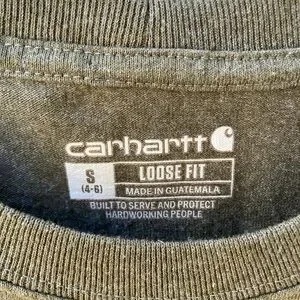 carhartt
S LOOSE FIT
(4-6) MADE IN GUATEMALA
BUILT TO SERVE AND PROTECT
HARDWORKING PEOPLE